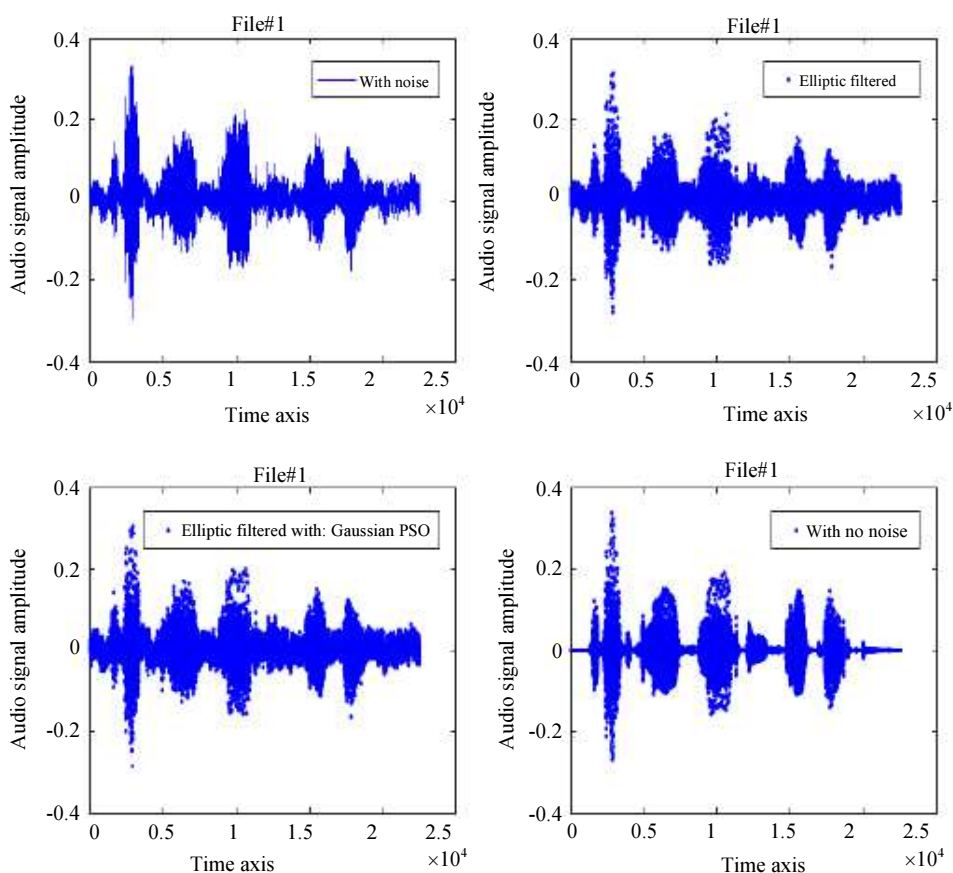 File#1
0.4
0.2
0
-0.2
-0.4
Audio signal amplitude
With noise
0 0.5 1 1.5 2 2.5
×10⁴
Time axis
File#1
0.4
0.2
0
-0.2
-0.4
Audio signal amplitude
Elliptic filtered
0 0.5 1 1.5 2 2.5
×10⁴
Time axis
File#1
0.4
0.2
0
-0.2
-0.4
Audio signal amplitude
Elliptic filtered with: Gaussian PSO
0 0.5 1 1.5 2 2.5
×10⁴
Time axis
File#1
0.4
0.2
0
-0.2
-0.4
Audio signal amplitude
With no noise
0 0.5 1 1.5 2 2.5
×10⁴
Time axis